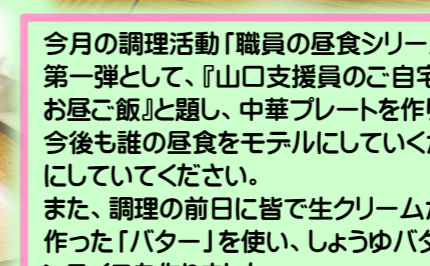 今月の調理活動「職員の昼食シリー
第一弾として、『山口支援員のご自宅
お昼ご飯』と題し、中華プレートを作
今後も誰の昼食をモデルにしていくか
にしていてください。
また、調理の前日に皆で生クリームか
作った「バター」を使い、しょうゆバタ